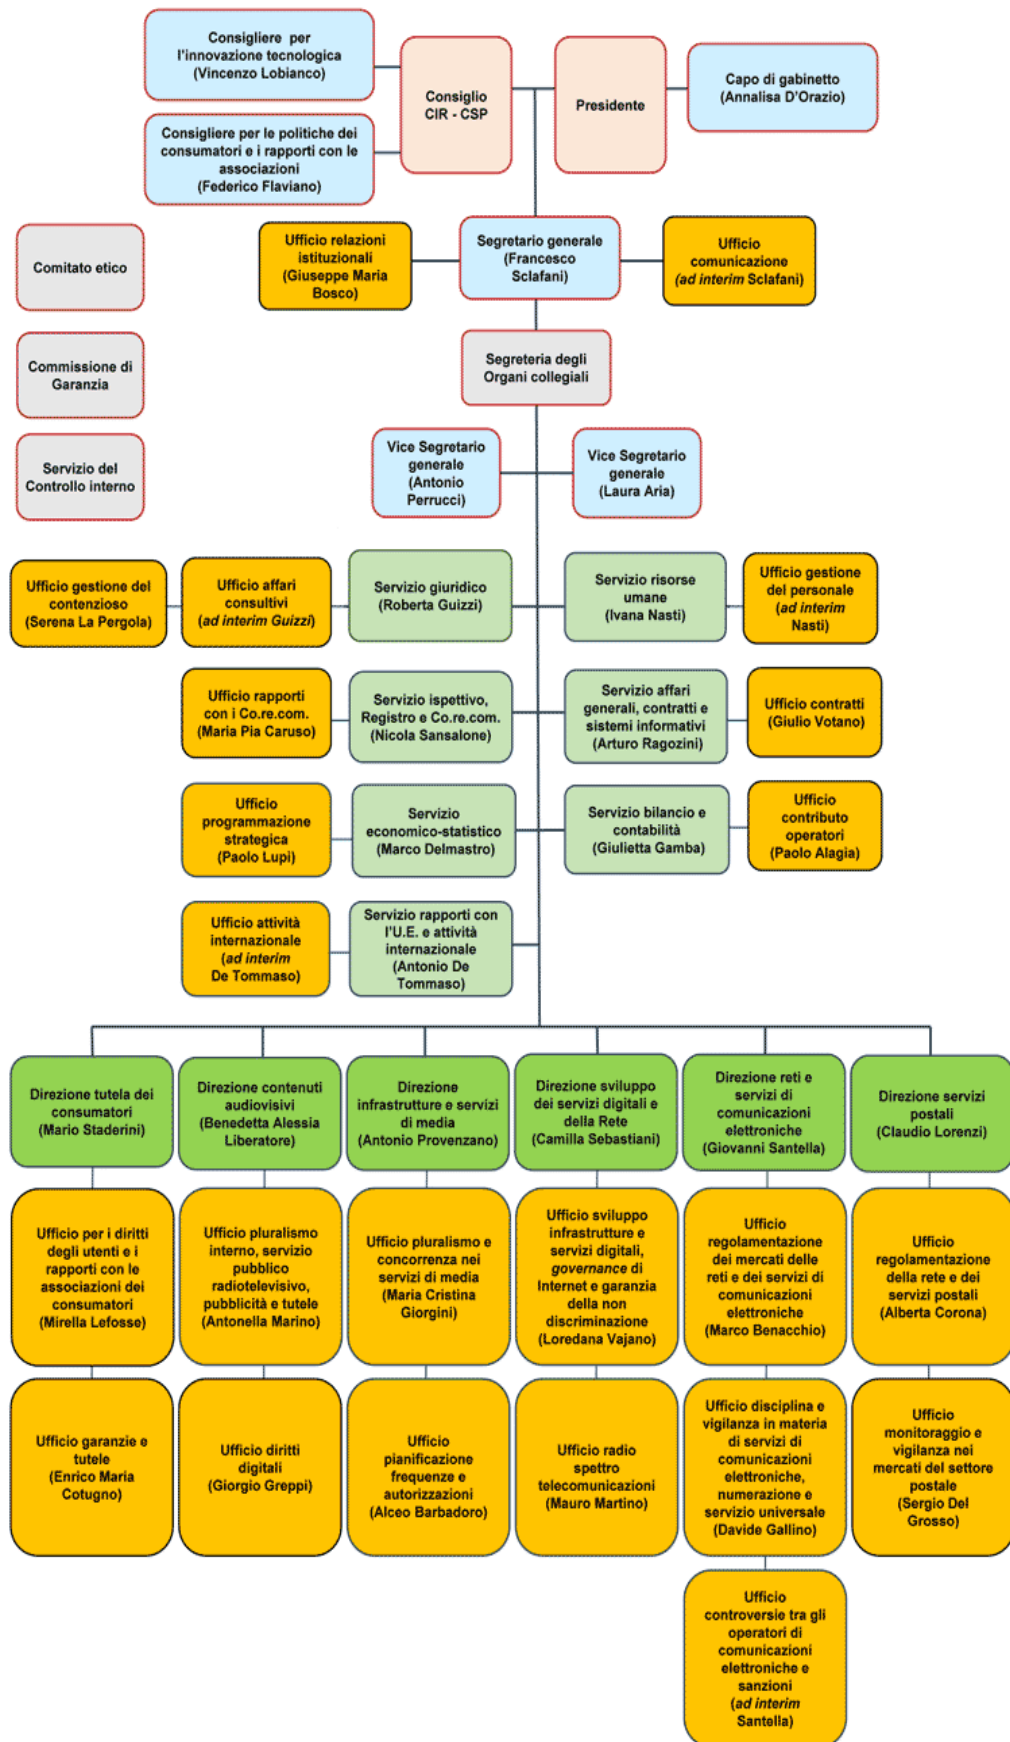 Consigliere per
l'innovazione tecnologica
(Vincenzo Lobianco)
Consiglio
CIR - CSP
Presidente
Capo di gabinetto
(Annalisa D'Orazio)
Consigliere per le politiche dei
consumatori e i rapporti con le
associazioni
(Federico Flaviano)
Comitato etico
Ufficio relazioni
istituzionali
(Giuseppe Maria
Bosco)
Segretario generale
(Francesco
Sclafani)
Ufficio
comunicazione
(ad interim Sclafani)
Commissione di
Garanzia
Segreteria degli
Organi collegiali
Servizio del
Controllo interno
Vice Segretario
generale
(Antonio
Perrucci)
Vice Segretario
generale
(Laura Aria)
Ufficio gestione del
contenzioso
(Serena La Pergola)
Ufficio affari
consultivi
(ad interim Guizzi)
Servizio giuridico
(Roberta Guizzi)
Servizio risorse
umane
(Ivana Nasti)
Ufficio gestione
del personale
(ad interim
Nasti)
Ufficio rapporti
con i Co.re.com.
(Maria Pia Caruso)
Servizio ispettivo,
Registro e Co.re.com.
(Nicola Sansalone)
Servizio affari
generali, contratti e
sistemi informativi
(Arturo Ragozini)
Ufficio contratti
(Giulio Votano)
Ufficio
programmazione
strategica
(Paolo Lupi)
Servizio
economico-statistico
(Marco Delmastro)
Servizio bilancio e
contabilità
(Giulietta Gamba)
Ufficio
contributo
operatori
(Paolo Alagia)
Ufficio attività
internazionale
(ad interim
De Tommaso)
Servizio rapporti con
l'U.E. e attività
internazionale
(Antonio De
Tommaso)
Direzione tutela dei
consumatori
(Mario Staderini)
Direzione contenuti
audiovisivi
(Benedetta Alessia
Liberatore)
Direzione
infrastrutture e servizi
di media
(Antonio Provenzano)
Direzione sviluppo
dei servizi digitali e
della Rete
(Camilla Sebastiani)
Direzione reti e
servizi di
comunicazioni
elettroniche
(Giovanni Santella)
Direzione servizi
postali
(Claudio Lorenzi)
Ufficio per i diritti
degli utenti e i
rapporti con le
associazioni dei
consumatori
(Mirella Lefosse)
Ufficio pluralismo
interno, servizio
pubblico
radiotelevisivo,
pubblicità e tutele
(Antonella Marino)
Ufficio pluralismo e
concorrenza nei
servizi di media
(Maria Cristina
Giorgini)
Ufficio sviluppo
infrastrutture e
servizi digitali,
governance di
Internet e garanzia
della non
discriminazione
(Loredana Vajano)
Ufficio
regolamentazione
dei mercati delle
reti e dei servizi di
comunicazioni
elettroniche
(Marco Benacchio)
Ufficio
regolamentazione
della rete e dei
servizi postali
(Alberta Corona)
Ufficio garanzie e
tutele
(Enrico Maria
Cotugno)
Ufficio diritti
digitali
(Giorgio Greppi)
Ufficio
pianificazione
frequenze e
autorizzazioni
(Alceo Barbadoro)
Ufficio radio
spettro
telecomunicazioni
(Mauro Martino)
Ufficio disciplina e
vigilanza in materia
di servizi di
comunicazioni
elettroniche,
numerazione e
servizio universale
(Davide Gallino)
Ufficio
monitoraggio e
vigilanza nei
mercati del settore
postale
(Sergio Del
Grosso)
Ufficio
controversie tra gli
operatori di
comunicazioni
elettroniche e
sanzioni
(ad interim
Santella)